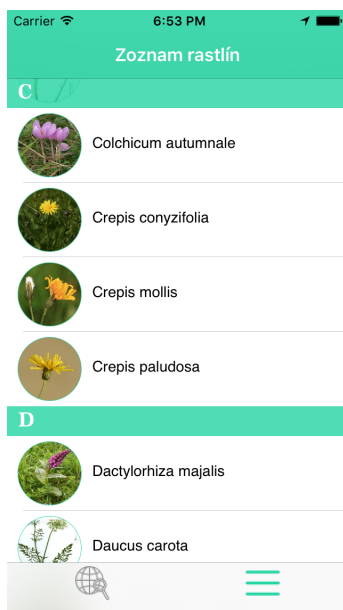 Carrier 6:53 PM
Zoznam rastlín
C
Colchicum autumnale
Crepis conyzifolia
Crepis mollis
Crepis paludosa
D
Dactylorhiza majalis
Daucus carota